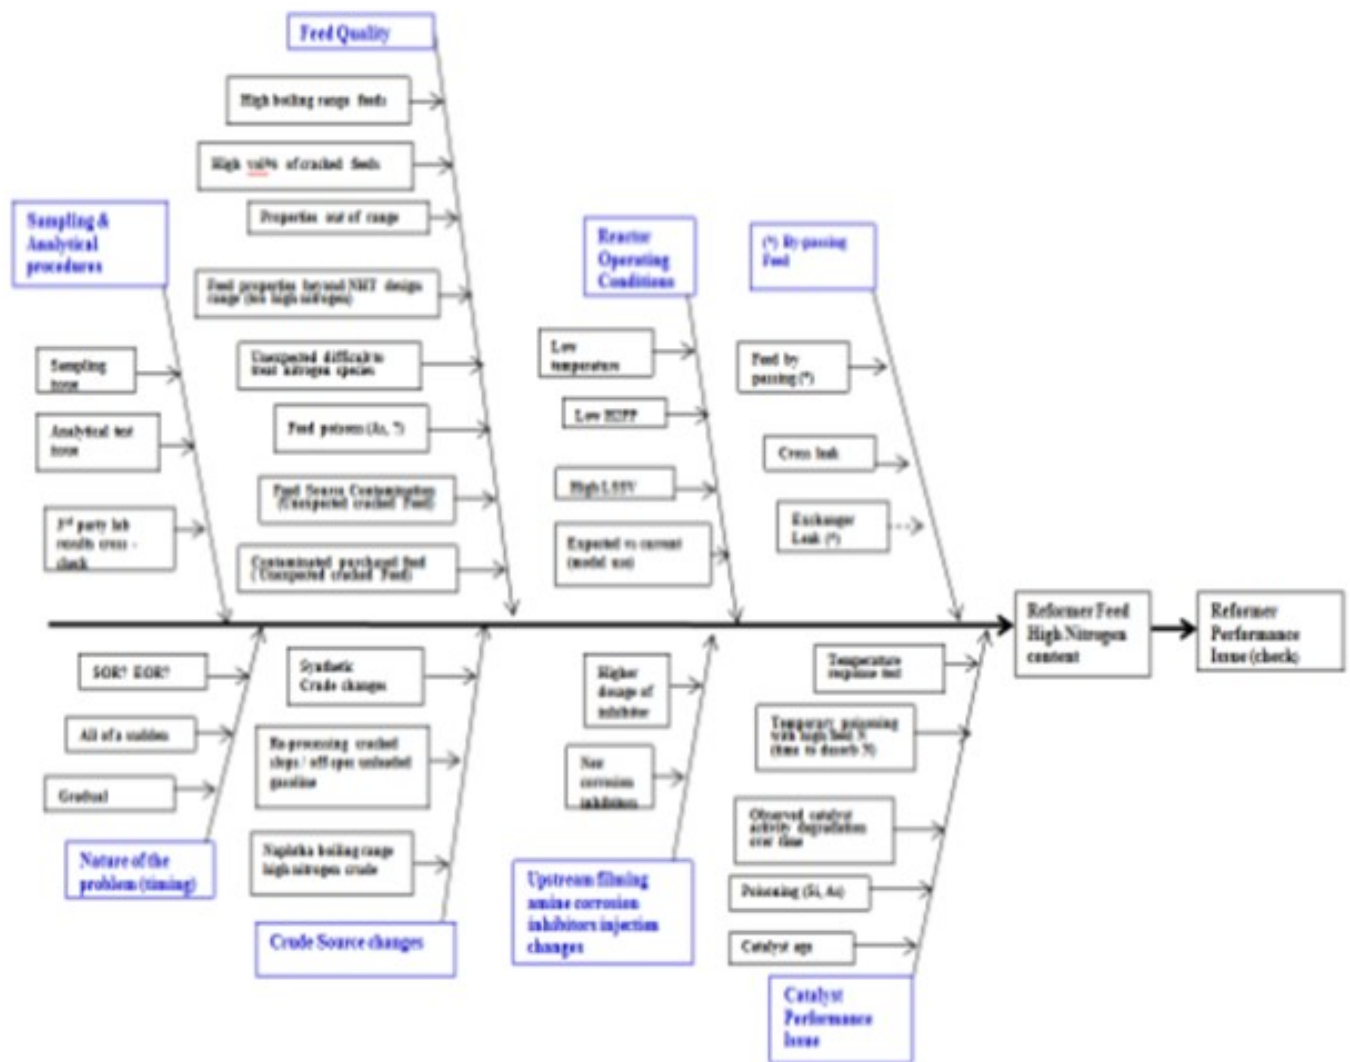 Feed Quality
High boiling range feeds
High vol% of cracked feeds
Properties out of range
Feed properties beyond NHT design
range (too high nitrogen)
Unexpected difficult to
treat nitrogen species
Feed poisons (As, ?)
Feed Source Contamination
(Unexpected cracked Feed)
Contaminated purchased feed
(Unexpected cracked Feed)
Sampling &
Analytical
procedures
Sampling
issue
Analytical test
issue
3rd party lab
results cross -
check
Reactor
Operating
Conditions
Low
temperature
Low H2PP
High LHSV
Expected vs current
(model use)
(*) By-passing
Feed
Feed by
passing (*)
Cross leak
Exchanger
Leak (*)
Reformer Feed
High Nitrogen
content
Reformer
Performance
Issue (check)
SOR? EOR?
All of a sudden
Gradual
Nature of the
problem (timing)
Synthetic
Crude changes
Re-processing cracked
slops / off spec unloaded
gasoline
Naphtha boiling range
high nitrogen crude
Crude Source changes
Higher
dosage of
inhibitor
New
corrosion
inhibitors
Upstream filming
amine corrosion
inhibitors injection
changes
Temperature
response test
Temporary poisoning
with high feed N
(time to desorb N)
Observed catalyst
activity degradation
over time
Poisoning (Si, As)
Catalyst age
Catalyst
Performance
Issue